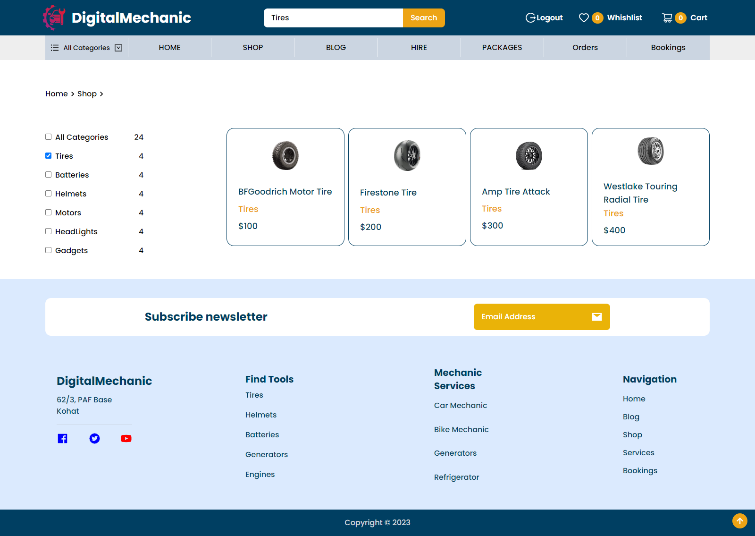 DigitalMechanic
Tires
Search
Logout
0
Whishlist
0
Cart
All Categories
HOME
SHOP
BLOG
HIRE
PACKAGES
Orders
Bookings
Home > Shop >
All Categories 24
Tires 4
Batteries 4
Helmets 4
Motors 4
HeadLights 4
Gadgets 4
BFGoodrich Motor Tire
Tires
$100
Firestone Tire
Tires
$200
Amp Tire Attack
Tires
$300
Westlake Touring
Radial Tire
Tires
$400
Subscribe newsletter
Email Address
DigitalMechanic
62/3, PAF Base
Kohat
Find Tools
Tires
Helmets
Batteries
Generators
Engines
Mechanic
Services
Car Mechanic
Bike Mechanic
Generators
Refrigerator
Navigation
Home
Blog
Shop
Services
Bookings
Copyright © 2023